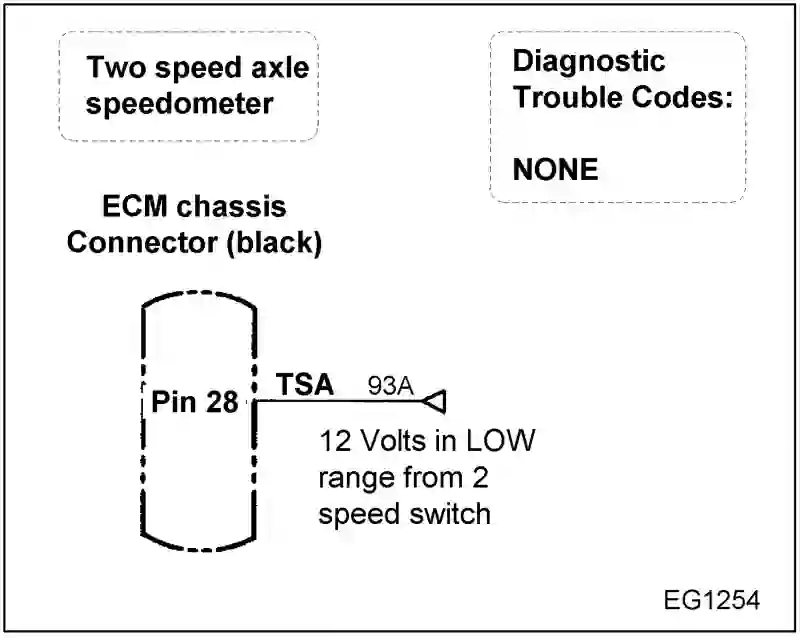 Two speed axle
speedometer
Diagnostic
Trouble Codes:
NONE
ECM chassis
Connector (black)
Pin 28
TSA
93A
12 Volts in LOW
range from 2
speed switch
EG1254